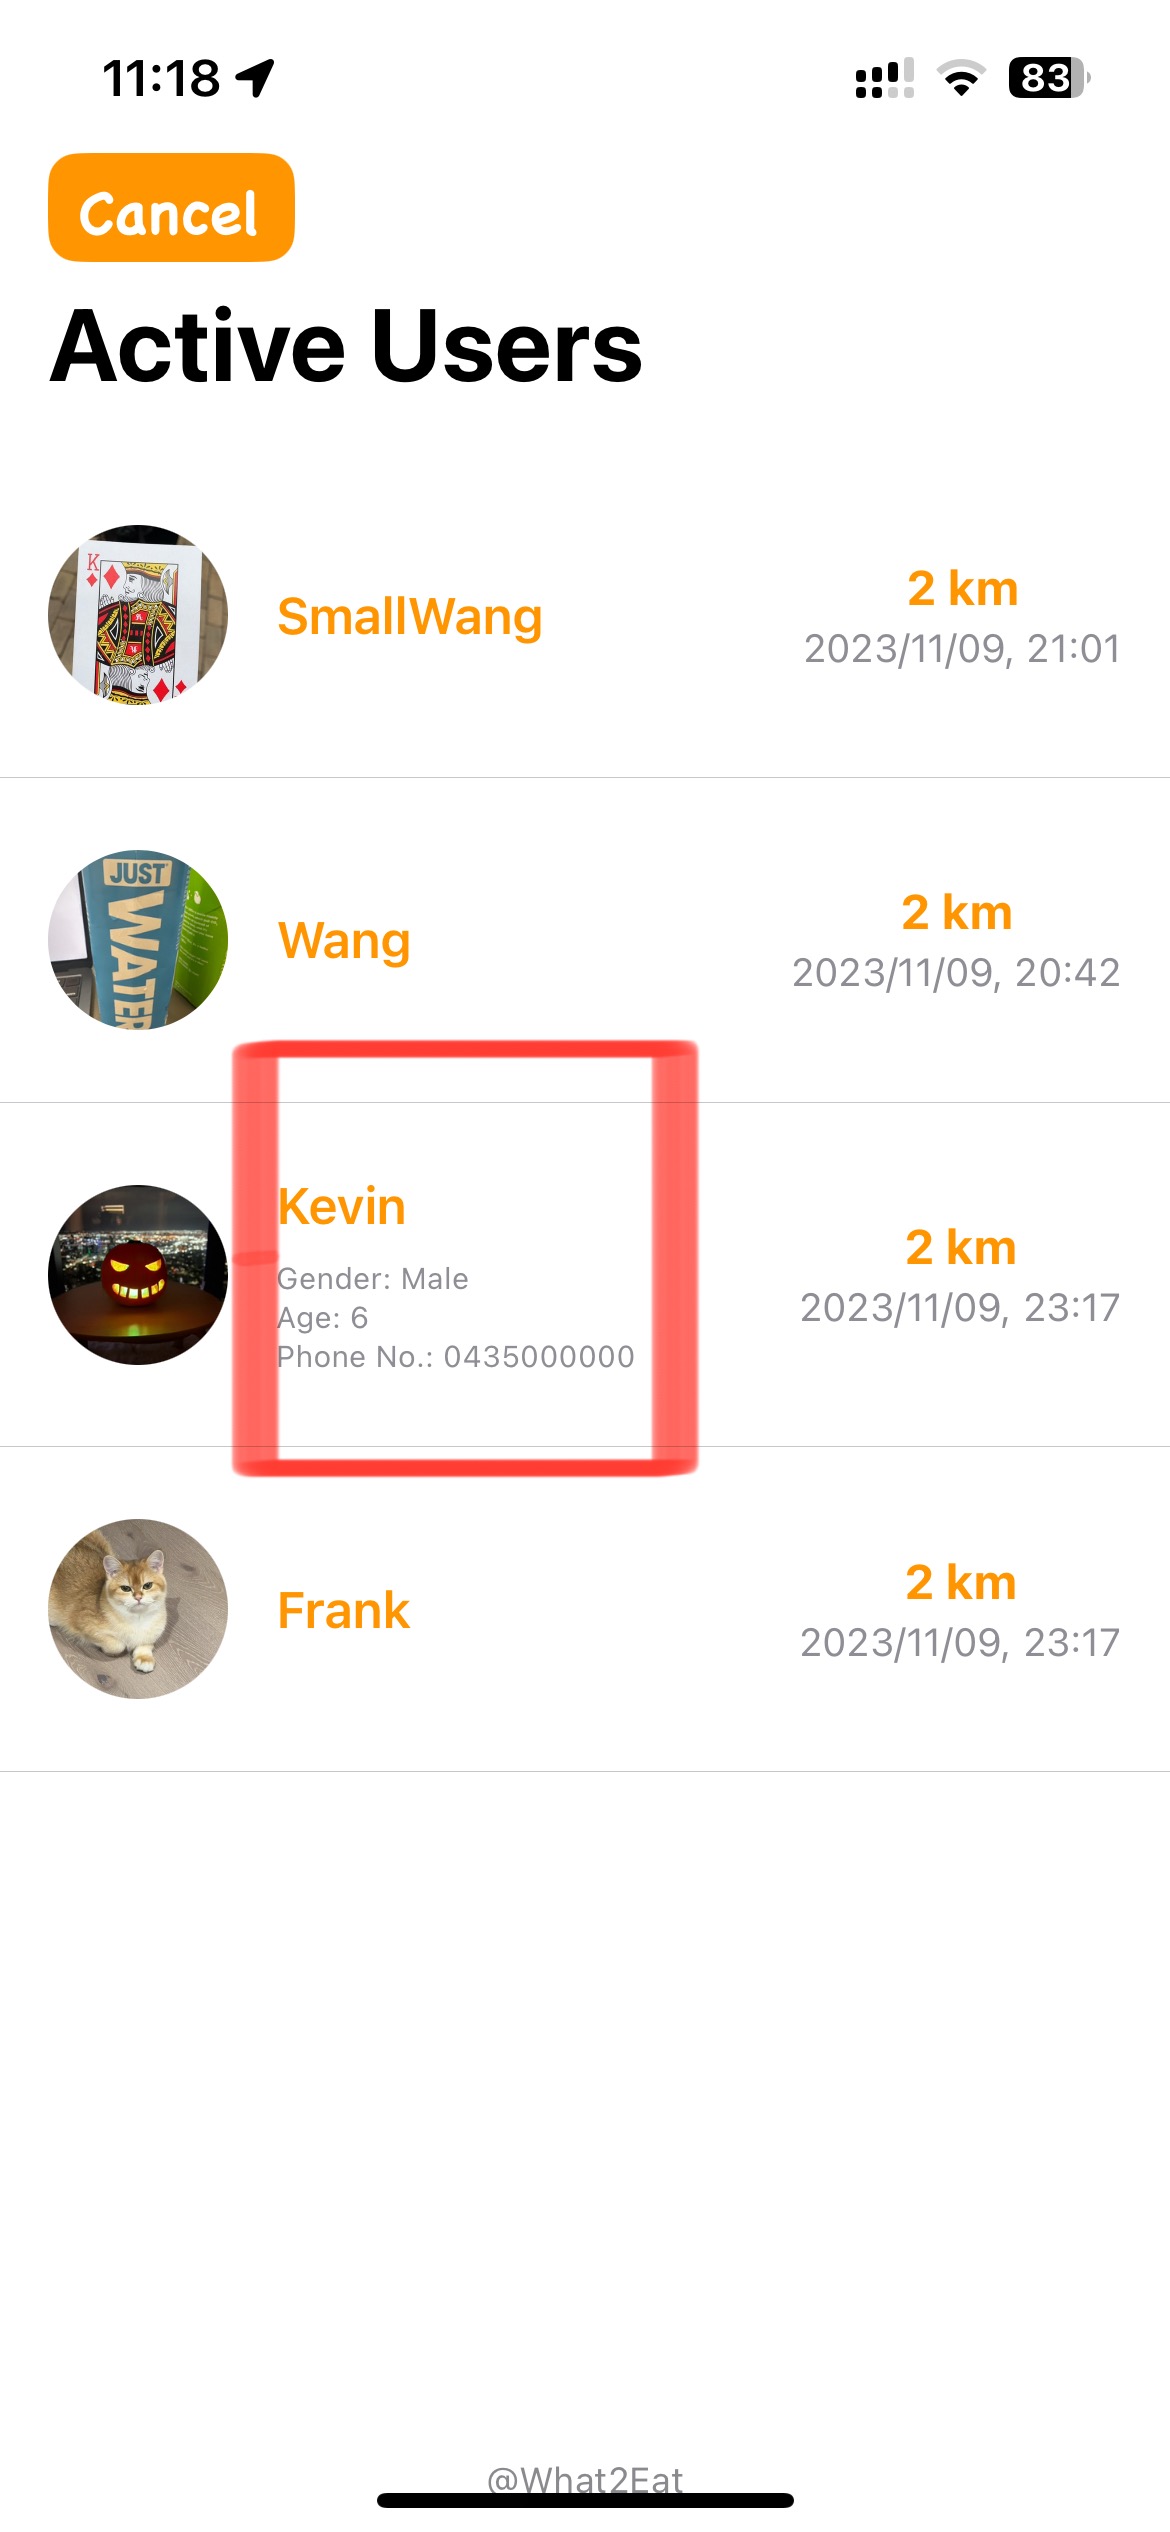 11:18
83
Cancel
Active Users
K
SmallWang
2 km
2023/11/09, 21:01
JUST
WATER
Wang
2 km
2023/11/09, 20:42
Kevin
Gender: Male
Age: 6
Phone No.: 0435000000
2 km
2023/11/09, 23:17
Frank
2 km
2023/11/09, 23:17
@What2Eat